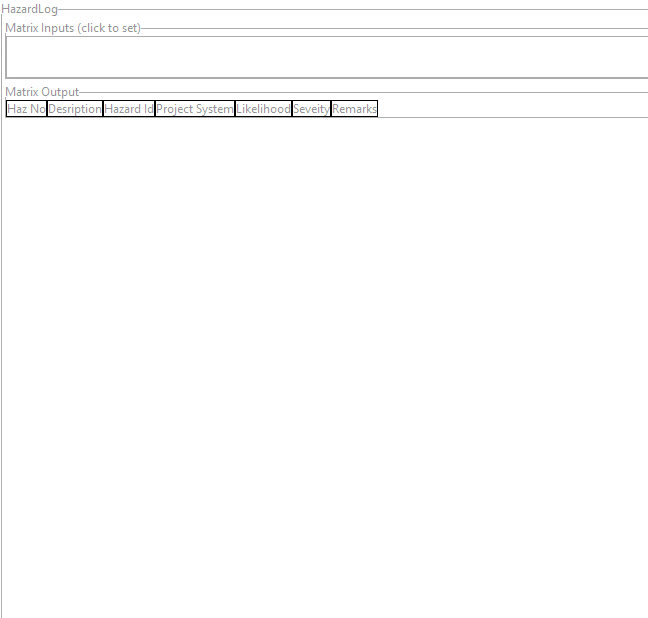 HazardLog
Matrix Inputs (click to set)
Matrix Output
Haz No Desription Hazard Id Project System Likelihood Seveity Remarks